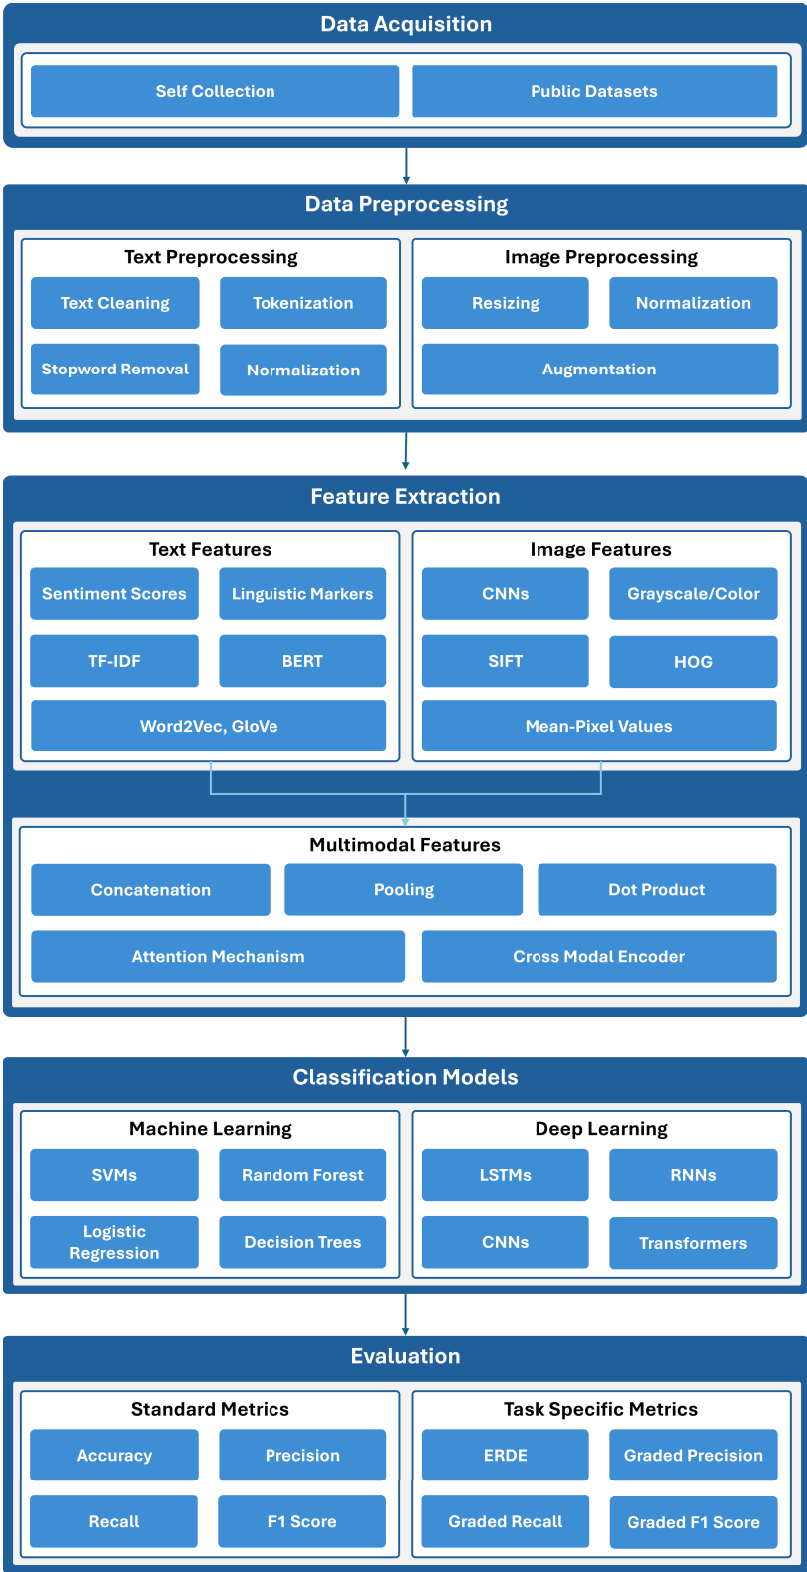 Data Acquisition
Self Collection
Public Datasets
Data Preprocessing
Text Preprocessing
Text Cleaning
Tokenization
Stopword Removal
Normalization
Image Preprocessing
Resizing
Normalization
Augmentation
Feature Extraction
Text Features
Sentiment Scores
Linguistic Markers
TF-IDF
BERT
Word2Vec, GloVe
Image Features
CNNs
Grayscale/Color
SIFT
HOG
Mean-Pixel Values
Multimodal Features
Concatenation
Pooling
Dot Product
Attention Mechanism
Cross Modal Encoder
Classification Models
Machine Learning
SVMs
Random Forest
Logistic
Regression
Decision Trees
Deep Learning
LSTMs
RNNs
CNNs
Transformers
Evaluation
Standard Metrics
Accuracy
Precision
Recall
F1 Score
Task Specific Metrics
ERDE
Graded Precision
Graded Recall
Graded F1 Score